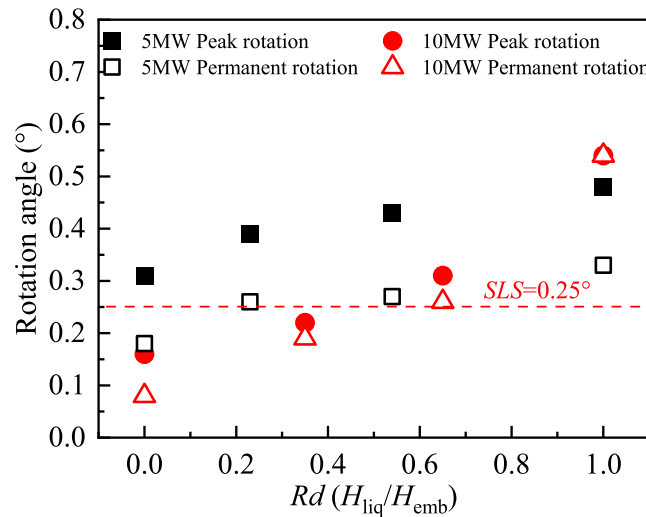 0.8
0.7
0.6
0.5
0.4
0.3
0.2
0.1
0.0
Rotation angle (°)
5MW Peak rotation
5MW Permanent rotation
10MW Peak rotation
10MW Permanent rotation
SLS=0.25°
0.0 0.2 0.4 0.6 0.8 1.0
Rd (Hliq/Hemb)